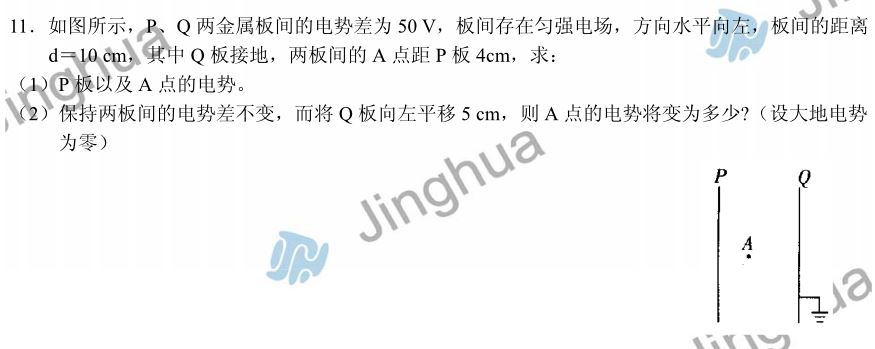 11．如图所示，P、Q 两金属板间的电势差为 50 V，板间存在匀强电场，方向水平向左，板间的距离
d＝10 cm，其中 Q 板接地，两板间的 A 点距 P 板 4cm，求：
（1）P 板以及 A 点的电势。
（2）保持两板间的电势差不变，而将 Q 板向左平移 5 cm，则 A 点的电势将变为多少?（设大地电势
为零）
P
Q
A
Jinghua
Jinghua